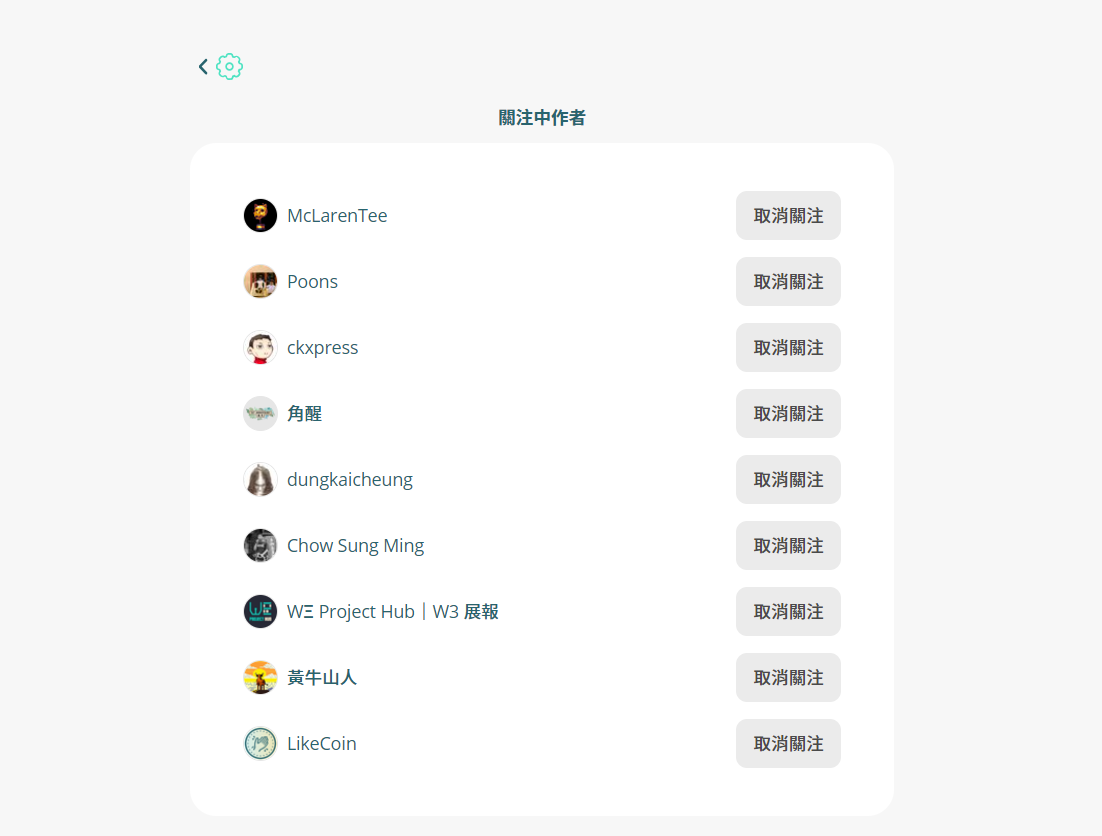 關注中作者
McLarenTee 取消關注
Poons 取消關注
ckxpress 取消關注
角醒 取消關注
dungkaicheung 取消關注
Chow Sung Ming 取消關注
WΞ Project Hub｜W3 展報 取消關注
黃牛山人 取消關注
LikeCoin 取消關注